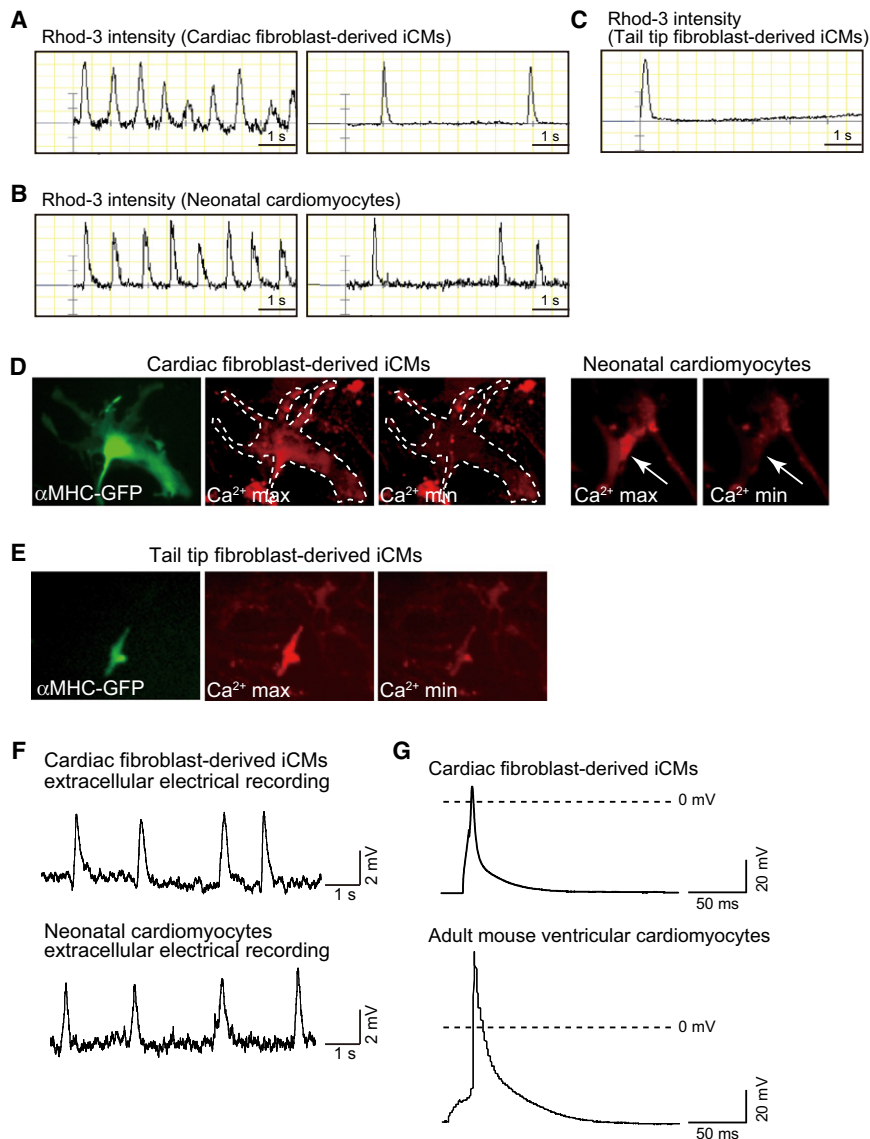 A
Rhod-3 intensity (Cardiac fibroblast-derived iCMs)
1 s
1 s
C
Rhod-3 intensity
(Tail tip fibroblast-derived iCMs)
1 s
B
Rhod-3 intensity (Neonatal cardiomyocytes)
1 s
1 s
D
Cardiac fibroblast-derived iCMs
αMHC-GFP
Ca²⁺ max
Ca²⁺ min
Neonatal cardiomyocytes
Ca²⁺ max
Ca²⁺ min
E
Tail tip fibroblast-derived iCMs
αMHC-GFP
Ca²⁺ max
Ca²⁺ min
F
Cardiac fibroblast-derived iCMs
extracellular electrical recording
1 s
2 mV
Neonatal cardiomyocytes
extracellular electrical recording
1 s
2 mV
G
Cardiac fibroblast-derived iCMs
0 mV
50 ms
20 mV
Adult mouse ventricular cardiomyocytes
0 mV
50 ms
20 mV